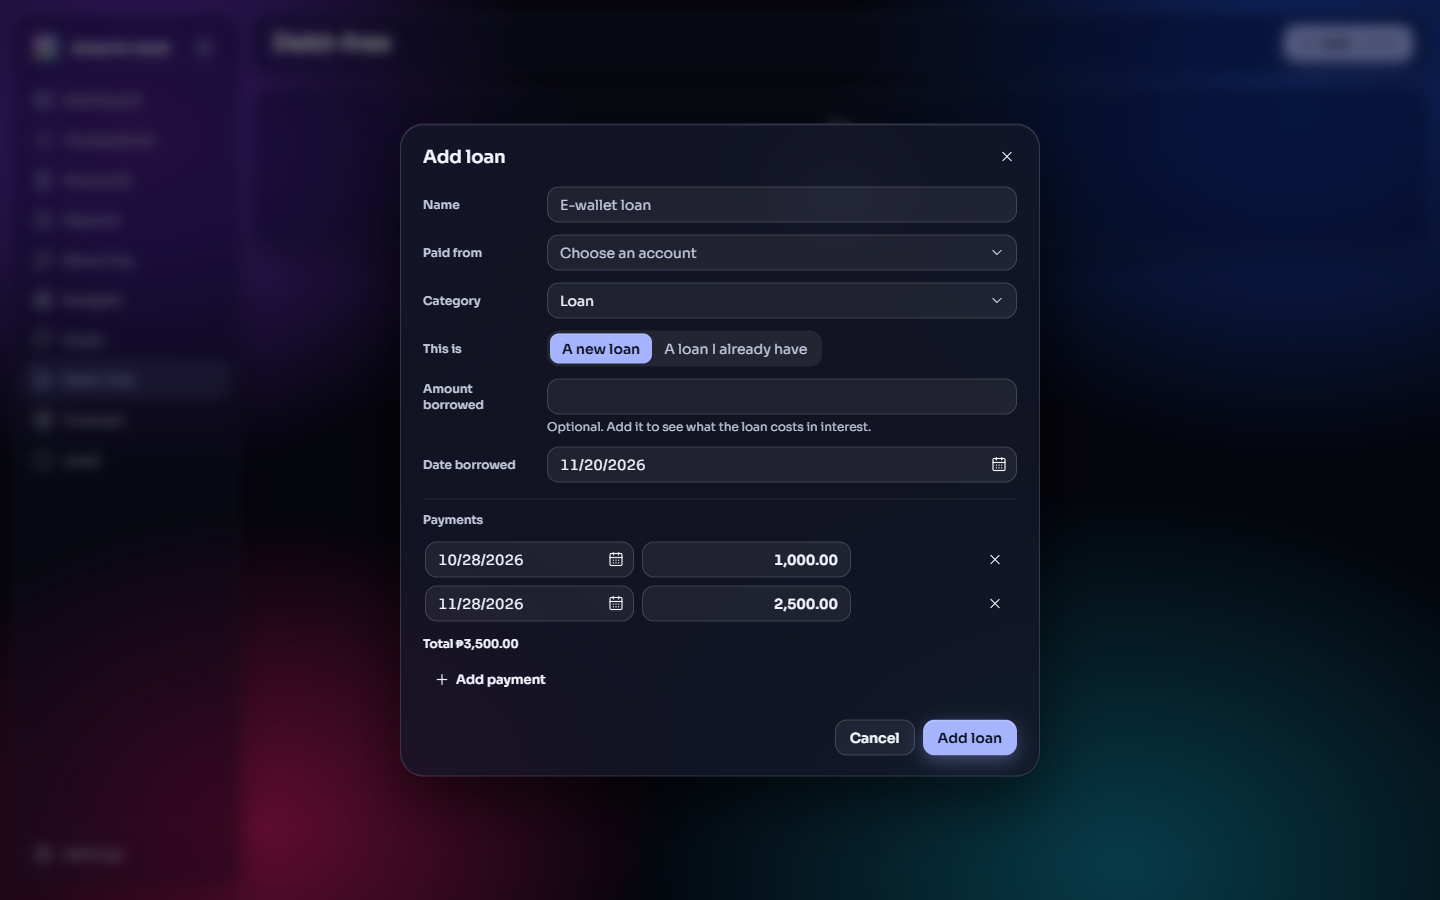 Debt-free
Add loan
Name
E-wallet loan
Paid from
Choose an account
Category
Loan
This is
A new loan
A loan I already have
Amount
borrowed
Optional. Add it to see what the loan costs in interest.
Date borrowed
11/20/2026
Payments
10/28/2026
1,000.00
11/28/2026
2,500.00
Total ₱3,500.00
Add payment
Cancel
Add loan
Settings